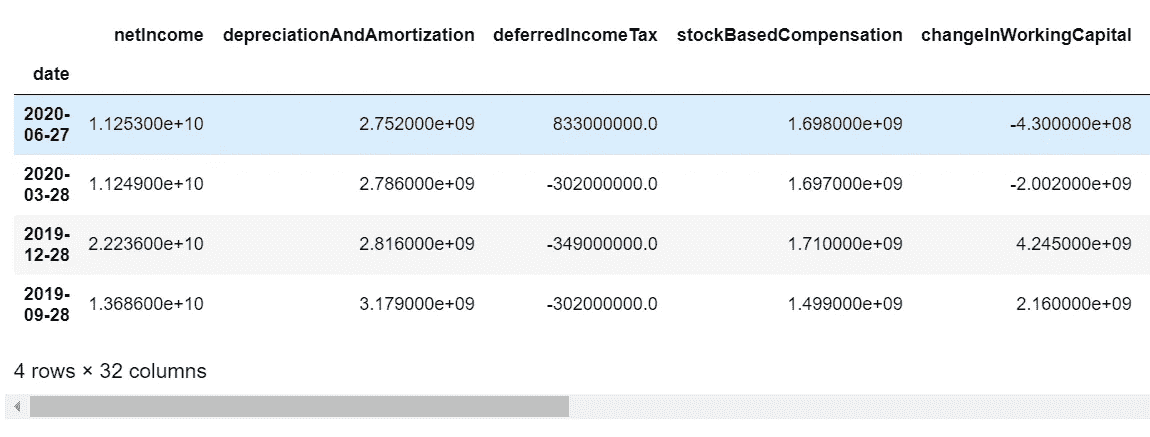 netIncome depreciationAndAmortization deferredIncomeTax stockBasedCompensation changeInWorkingCapital
date
2020-06-27 1.125300e+10 2.752000e+09 833000000.0 1.698000e+09 -4.300000e+08
2020-03-28 1.124900e+10 2.786000e+09 -302000000.0 1.697000e+09 -2.002000e+09
2019-12-28 2.223600e+10 2.816000e+09 -349000000.0 1.710000e+09 4.245000e+09
2019-09-28 1.368600e+10 3.179000e+09 -302000000.0 1.499000e+09 2.160000e+09
4 rows × 32 columns